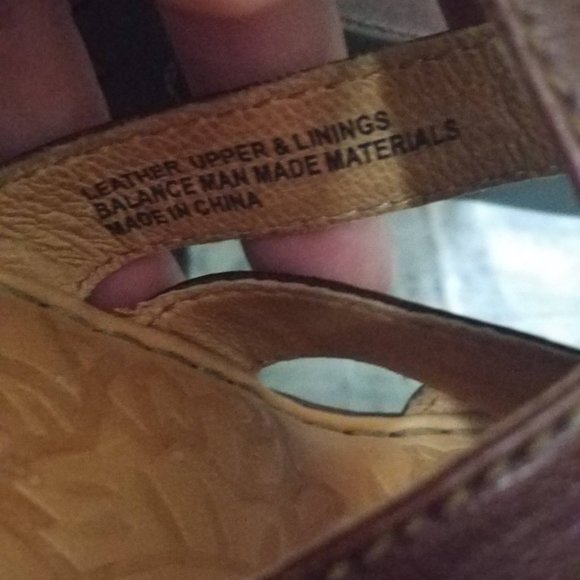 LEATHER UPPER & LININGS
BALANCE MAN MADE MATERIALS
MADE IN CHINA